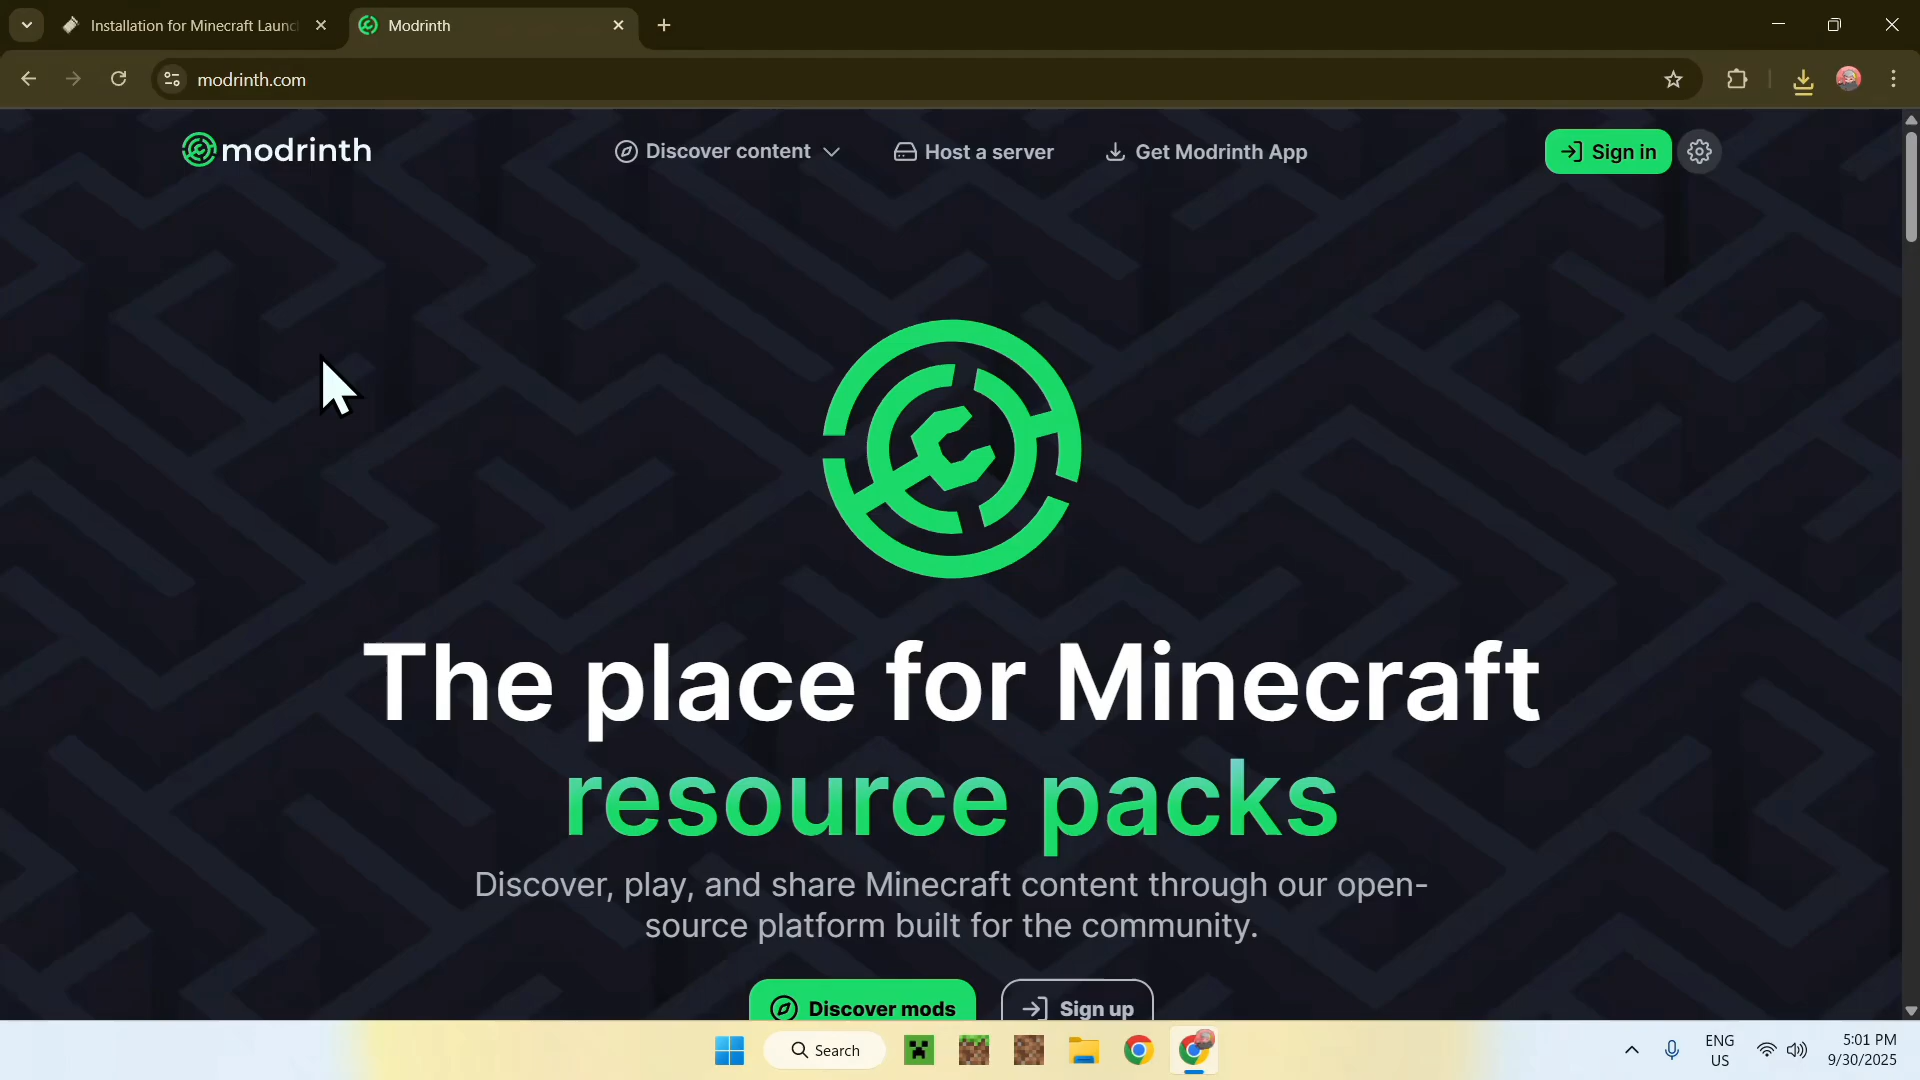 Installation for Minecraft Launc
Modrinth
modrinth.com
modrinth
Discover content
Host a server
Get Modrinth App
Sign in
The place for Minecraft
resource packs
Discover, play, and share Minecraft content through our open-
source platform built for the community.
Discover mods
Sign up
Search
ENG
US
5:01 PM
9/30/2025